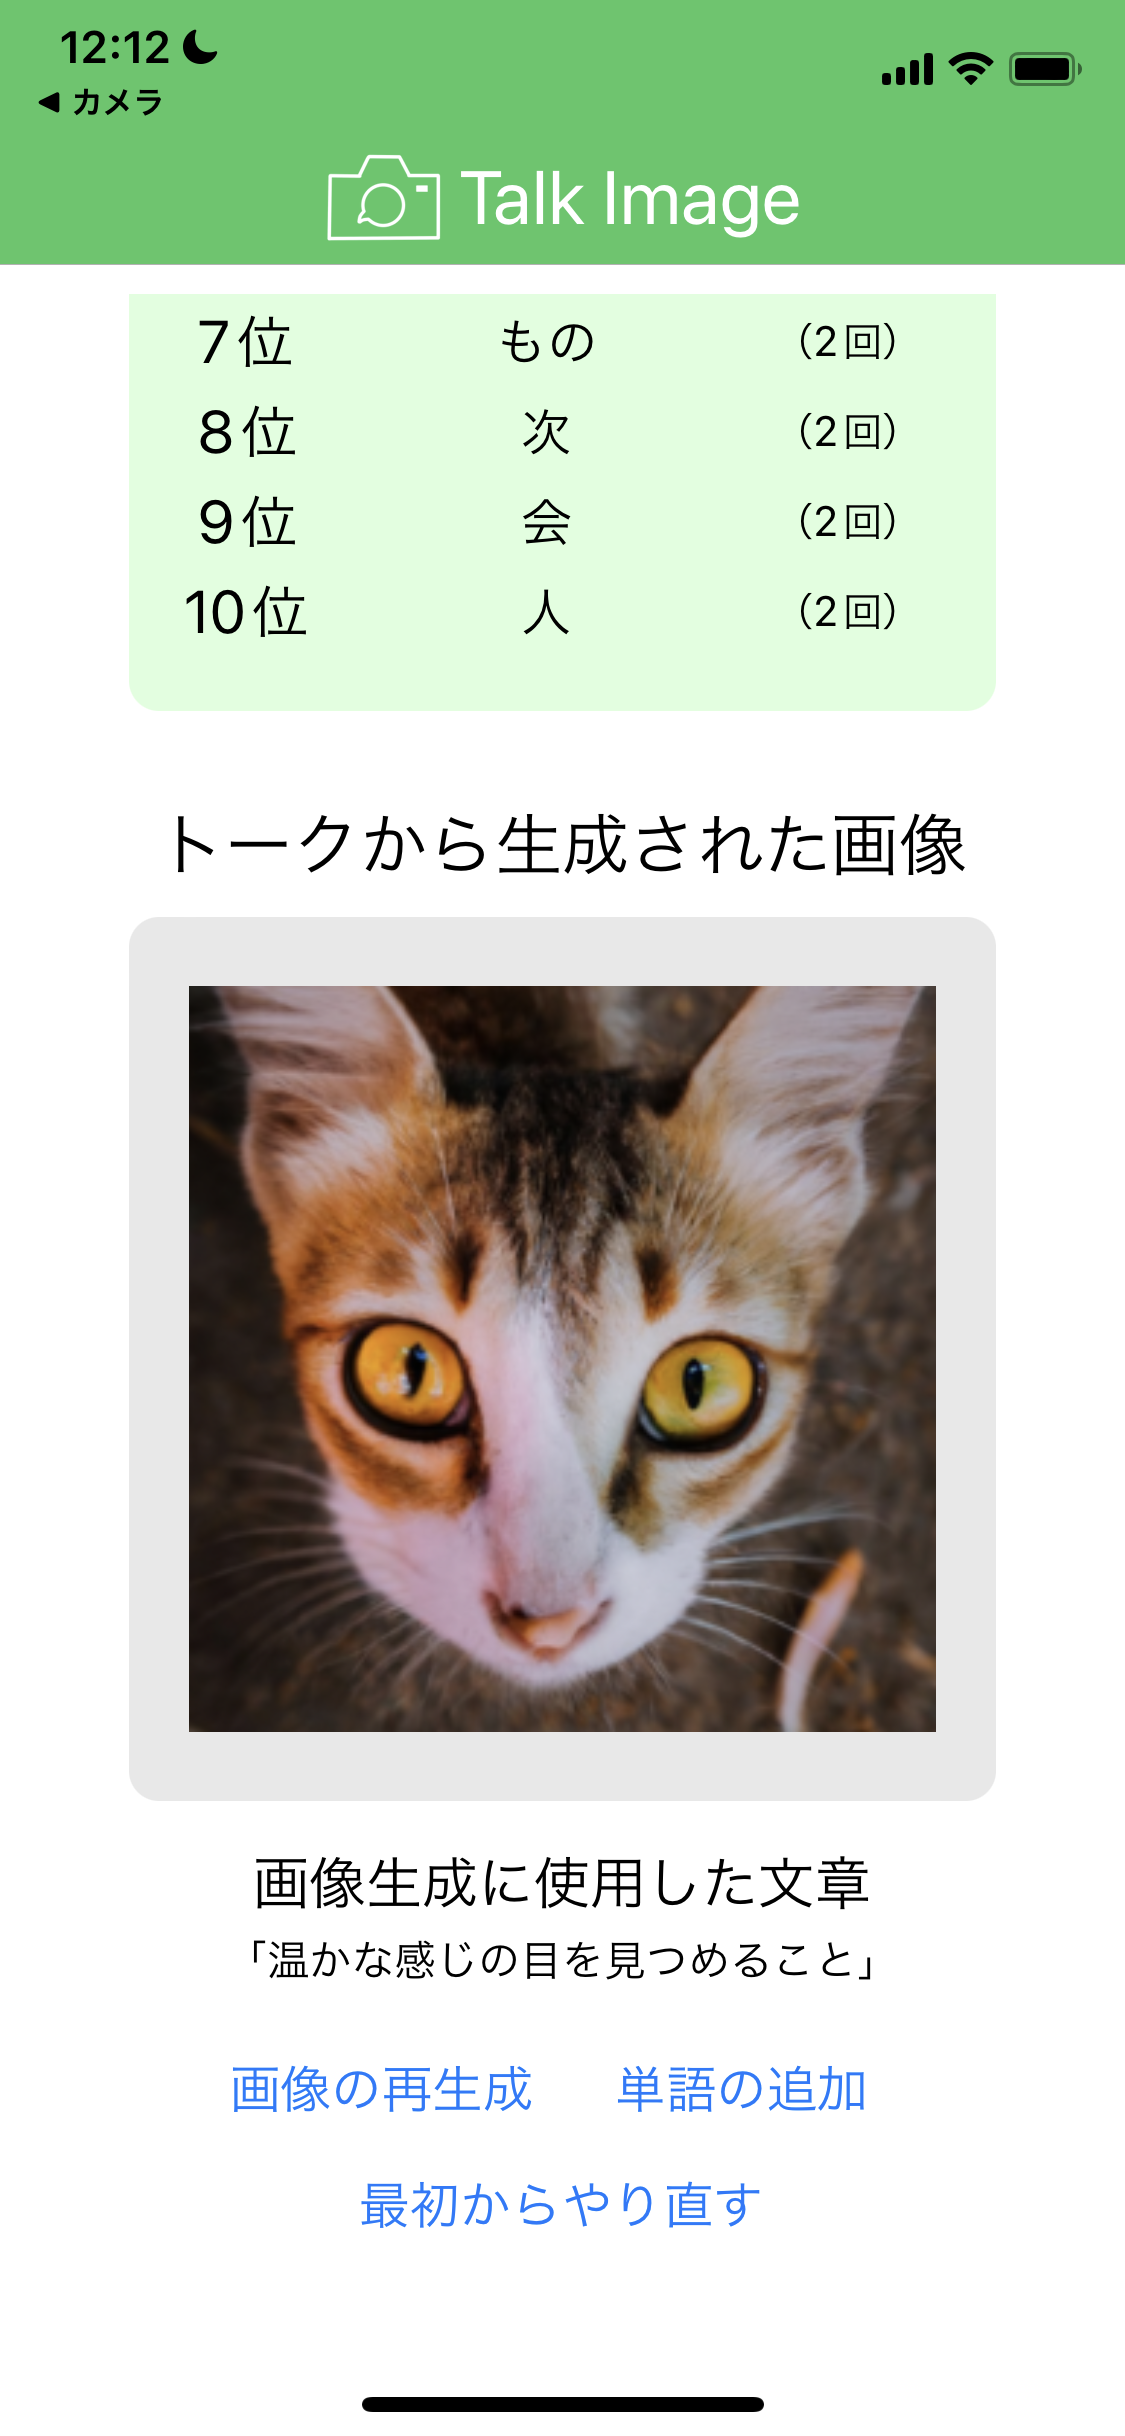 12:12
◀ カメラ
Talk Image
7位 もの （2回）
8位 次 （2回）
9位 会 （2回）
10位 人 （2回）
トークから生成された画像
画像生成に使用した文章
「温かな感じの目を見つめること」
画像の再生成 単語の追加
最初からやり直す